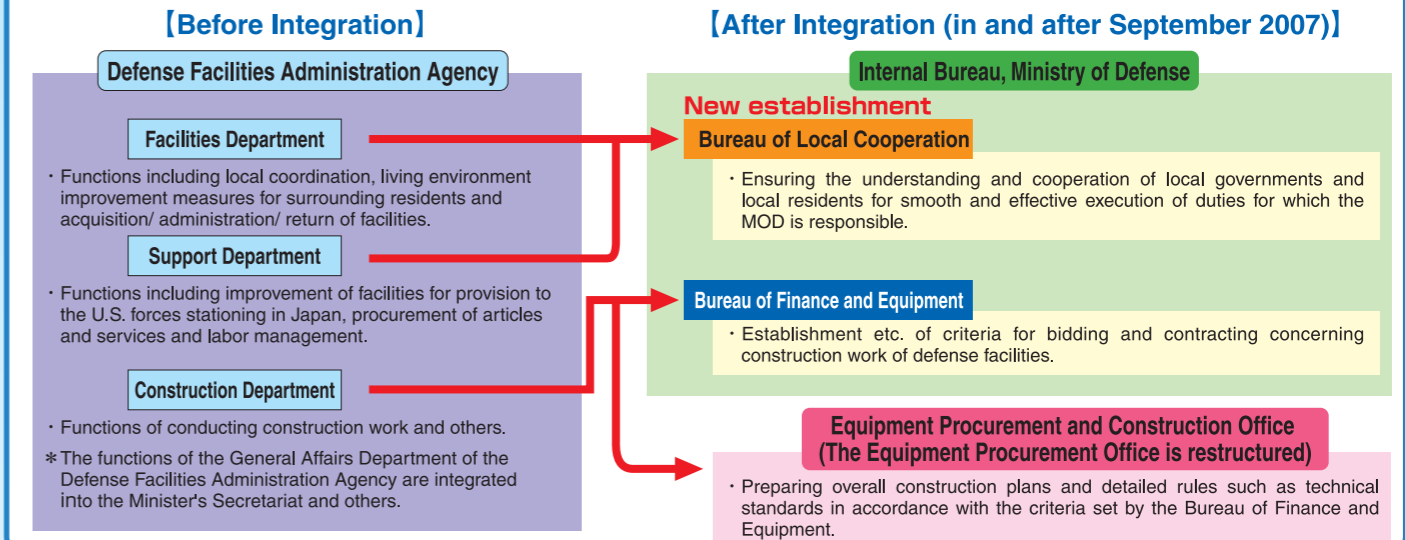 【Before Integration】
Defense Facilities Administration Agency
Facilities Department
・Functions including local coordination, living environment
improvement measures for surrounding residents and
acquisition/ administration/ return of facilities.
Support Department
・Functions including improvement of facilities for provision to
the U.S. forces stationing in Japan, procurement of articles
and services and labor management.
Construction Department
・Functions of conducting construction work and others.
＊The functions of the General Affairs Department of the
Defense Facilities Administration Agency are integrated
into the Minister's Secretariat and others.
【After Integration (in and after September 2007)】
Internal Bureau, Ministry of Defense
New establishment
Bureau of Local Cooperation
・Ensuring the understanding and cooperation of local governments and
local residents for smooth and effective execution of duties for which the
MOD is responsible.
Bureau of Finance and Equipment
・Establishment etc. of criteria for bidding and contracting concerning
construction work of defense facilities.
Equipment Procurement and Construction Office
(The Equipment Procurement Office is restructured)
・Preparing overall construction plans and detailed rules such as technical
standards in accordance with the criteria set by the Bureau of Finance and
Equipment.